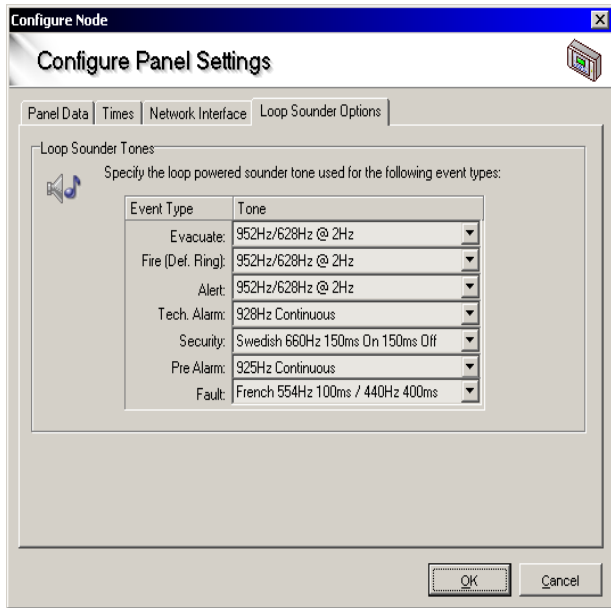 Configure Node
Configure Panel Settings
Panel Data Times Network Interface Loop Sounder Options
Loop Sounder Tones
Specify the loop powered sounder tone used for the following event types:
Event Type Tone
Evacuate: 952Hz/628Hz @ 2Hz
Fire (Def. Ring): 952Hz/628Hz @ 2Hz
Alert: 952Hz/628Hz @ 2Hz
Tech. Alarm: 928Hz Continuous
Security: Swedish 660Hz 150ms On 150ms Off
Pre Alarm: 925Hz Continuous
Fault: French 554Hz 100ms / 440Hz 400ms
OK Cancel